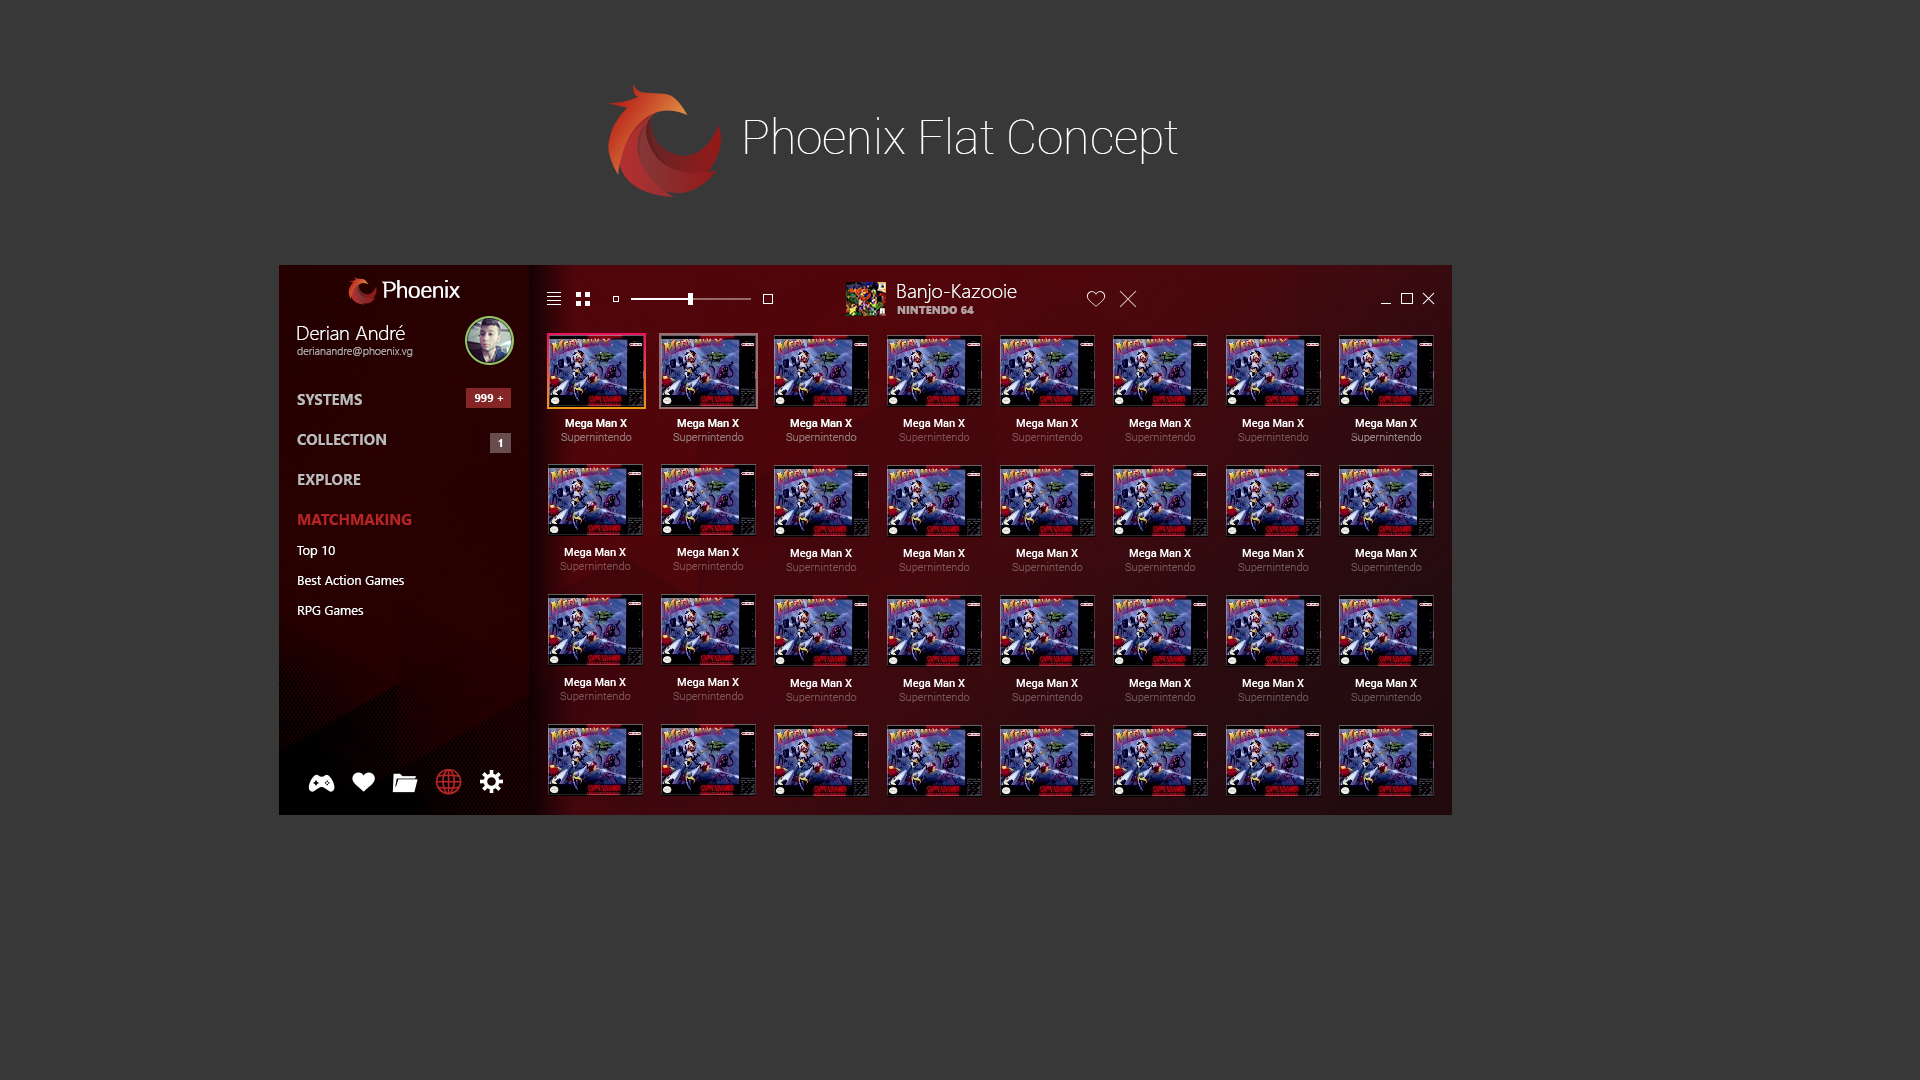 Phoenix Flat Concept
Phoenix
Derian André
derianandre@phoenix.vg
SYSTEMS
999 +
COLLECTION
1
EXPLORE
MATCHMAKING
Top 10
Best Action Games
RPG Games
Banjo-Kazooie
NINTENDO 64
Mega Man X Mega Man X Mega Man X Mega Man X Mega Man X Mega Man X Mega Man X Mega Man X
Supernintendo Supernintendo Supernintendo Supernintendo Supernintendo Supernintendo Supernintendo Supernintendo
Mega Man X Mega Man X Mega Man X Mega Man X Mega Man X Mega Man X Mega Man X Mega Man X
Supernintendo Supernintendo Supernintendo Supernintendo Supernintendo Supernintendo Supernintendo Supernintendo
Mega Man X Mega Man X Mega Man X Mega Man X Mega Man X Mega Man X Mega Man X Mega Man X
Supernintendo Supernintendo Supernintendo Supernintendo Supernintendo Supernintendo Supernintendo Supernintendo